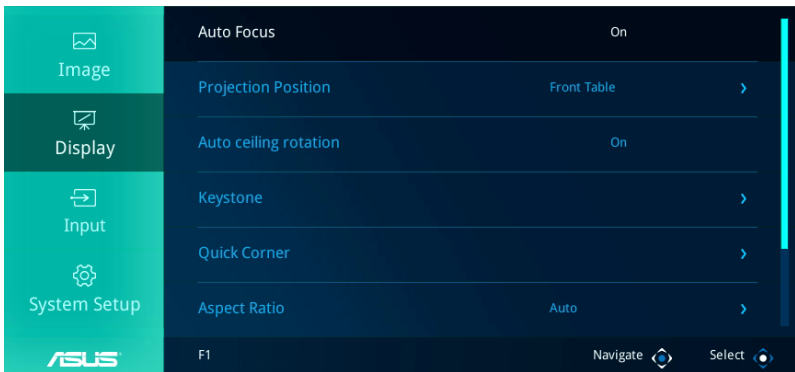 Image
Display
Input
System Setup
ASUS
Auto Focus On
Projection Position Front Table
Auto ceiling rotation On
Keystone
Quick Corner
Aspect Ratio Auto
F1 Navigate Select